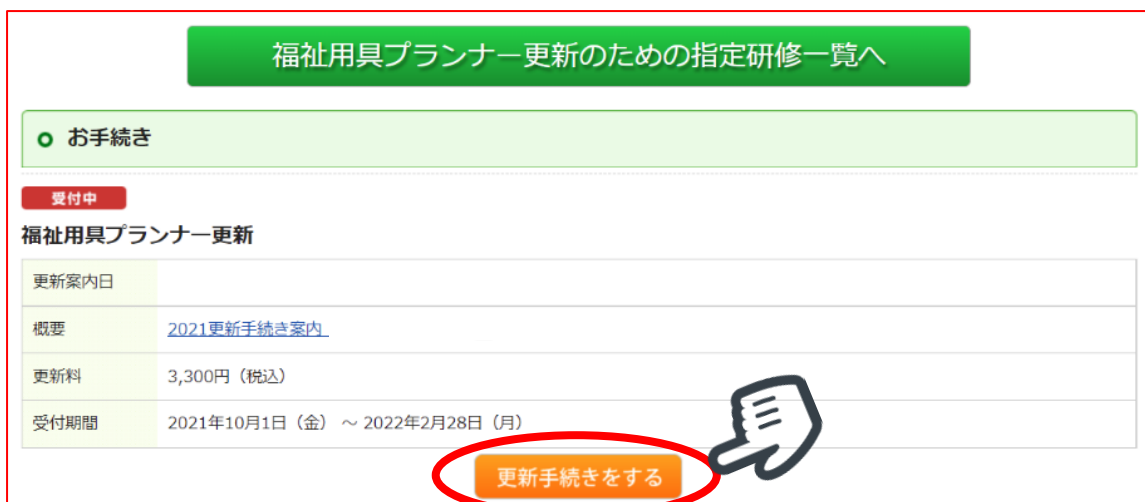 福祉用具プランナー更新のための指定研修一覧へ
お手続き
受付中
福祉用具プランナー更新
更新案内日
概要 2021更新手続き案内
更新料 3,300円（税込）
受付期間 2021年10月1日（金） ～ 2022年2月28日（月）
更新手続きをする